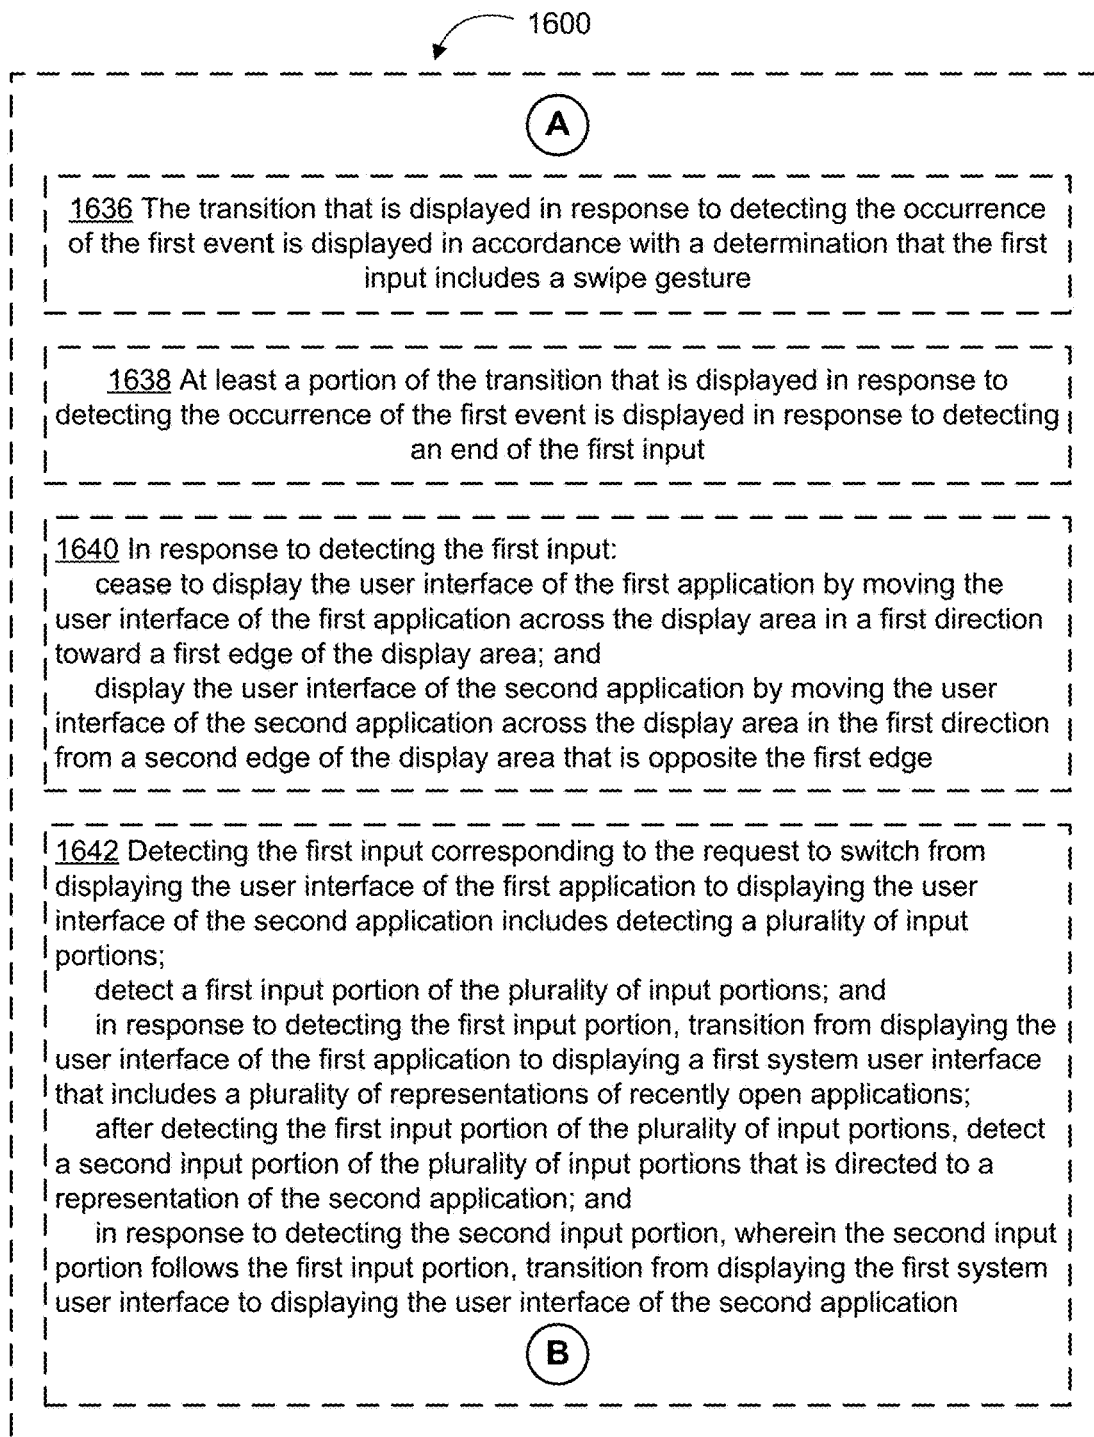 1600
A
1636 The transition that is displayed in response to detecting the occurrence
of the first event is displayed in accordance with a determination that the first
input includes a swipe gesture
1638 At least a portion of the transition that is displayed in response to
detecting the occurrence of the first event is displayed in response to detecting
an end of the first input
1640 In response to detecting the first input:
cease to display the user interface of the first application by moving the
user interface of the first application across the display area in a first direction
toward a first edge of the display area; and
display the user interface of the second application by moving the user
interface of the second application across the display area in the first direction
from a second edge of the display area that is opposite the first edge
1642 Detecting the first input corresponding to the request to switch from
displaying the user interface of the first application to displaying the user
interface of the second application includes detecting a plurality of input
portions;
detect a first input portion of the plurality of input portions; and
in response to detecting the first input portion, transition from displaying the
user interface of the first application to displaying a first system user interface
that includes a plurality of representations of recently open applications;
after detecting the first input portion of the plurality of input portions, detect
a second input portion of the plurality of input portions that is directed to a
representation of the second application; and
in response to detecting the second input portion, wherein the second input
portion follows the first input portion, transition from displaying the first system
user interface to displaying the user interface of the second application
B